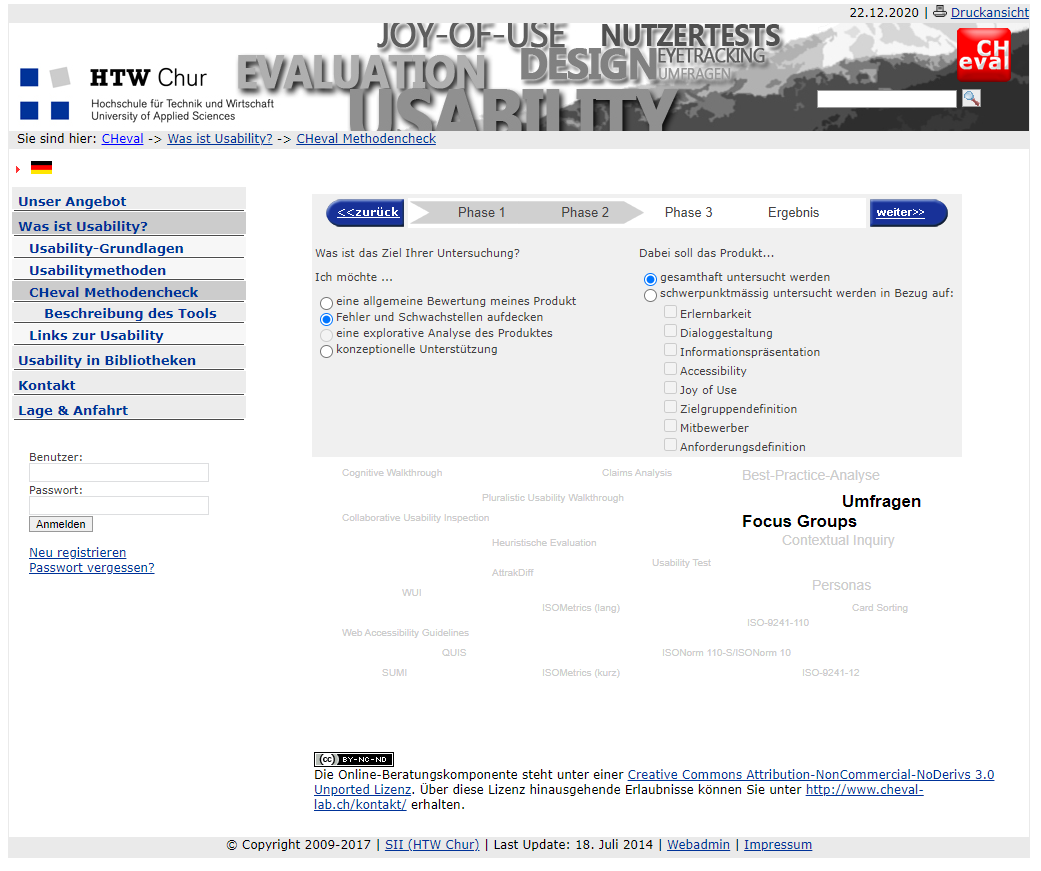 22.12.2020 | Druckansicht
JOY-OF-USE NUTZERTESTS
EVALUATION DESIGN EYETRACKING
UMFRAGEN
USABILITY
CH
eval
HTW Chur
Hochschule für Technik und Wirtschaft
University of Applied Sciences
Sie sind hier: CHeval -> Was ist Usability? -> CHeval Methodencheck
Unser Angebot
Was ist Usability?
Usability-Grundlagen
Usabilitymethoden
CHeval Methodencheck
Beschreibung des Tools
Links zur Usability
Usability in Bibliotheken
Kontakt
Lage & Anfahrt
Benutzer:
Passwort:
Anmelden
Neu registrieren
Passwort vergessen?
<<zurück Phase 1 Phase 2 Phase 3 Ergebnis weiter>>
Was ist das Ziel Ihrer Untersuchung?
Ich möchte ...
eine allgemeine Bewertung meines Produkt
Fehler und Schwachstellen aufdecken
eine explorative Analyse des Produktes
konzeptionelle Unterstützung
Dabei soll das Produkt...
gesamthaft untersucht werden
schwerpunktmässig untersucht werden in Bezug auf:
Erlernbarkeit
Dialoggestaltung
Informationspräsentation
Accessibility
Joy of Use
Zielgruppendefinition
Mitbewerber
Anforderungsdefinition
Cognitive Walkthrough Claims Analysis Best-Practice-Analyse
Pluralistic Usability Walkthrough Umfragen
Collaborative Usability Inspection Focus Groups
Heuristische Evaluation Contextual Inquiry
Usability Test
AttrakDiff Personas
WUI
ISOMetrics (lang) Card Sorting
ISO-9241-110
Web Accessibility Guidelines
QUIS ISONorm 110-S/ISONorm 10
SUMI ISOMetrics (kurz) ISO-9241-12
(cc) BY-NC-ND
Die Online-Beratungskomponente steht unter einer Creative Commons Attribution-NonCommercial-NoDerivs 3.0
Unported Lizenz. Über diese Lizenz hinausgehende Erlaubnisse können Sie unter http://www.cheval-
lab.ch/kontakt/ erhalten.
© Copyright 2009-2017 | SII (HTW Chur) | Last Update: 18. Juli 2014 | Webadmin | Impressum